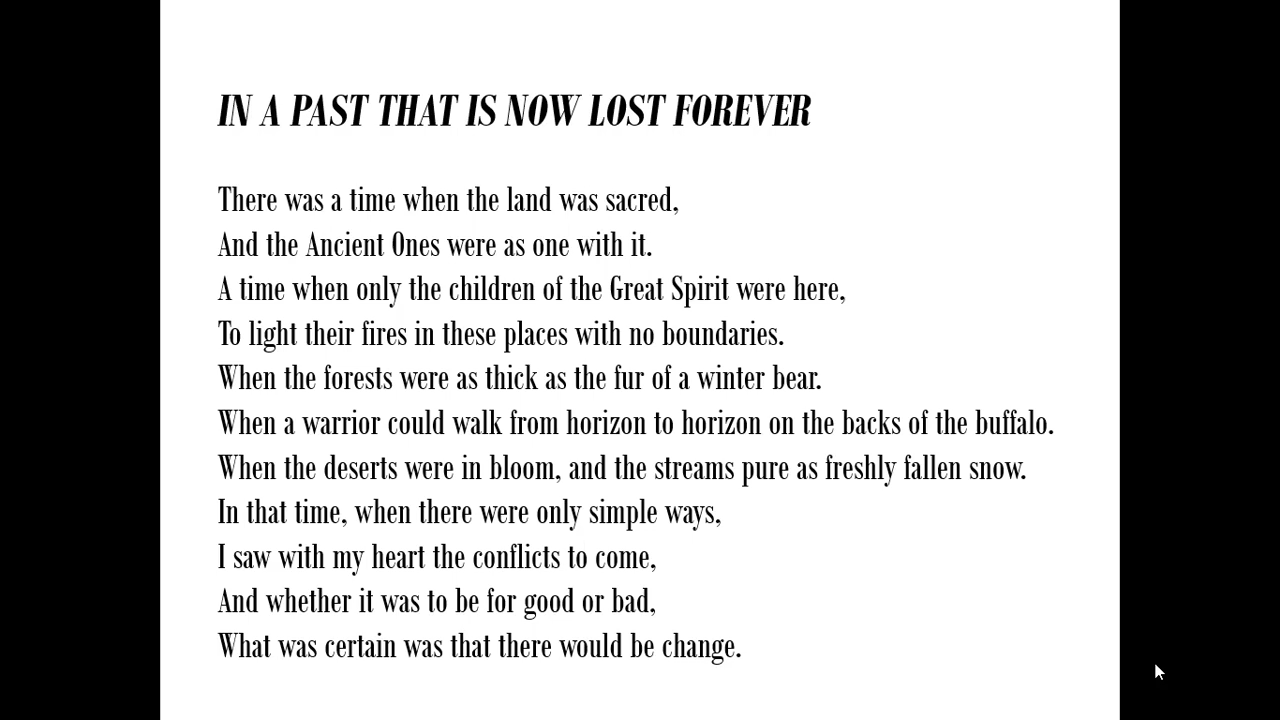 IN A PAST THAT IS NOW LOST FOREVER
There was a time when the land was sacred,
And the Ancient Ones were as one with it.
A time when only the children of the Great Spirit were here,
To light their fires in these places with no boundaries.
When the forests were as thick as the fur of a winter bear.
When a warrior could walk from horizon to horizon on the backs of the buffalo.
When the deserts were in bloom, and the streams pure as freshly fallen snow.
In that time, when there were only simple ways,
I saw with my heart the conflicts to come,
And whether it was to be for good or bad,
What was certain was that there would be change.